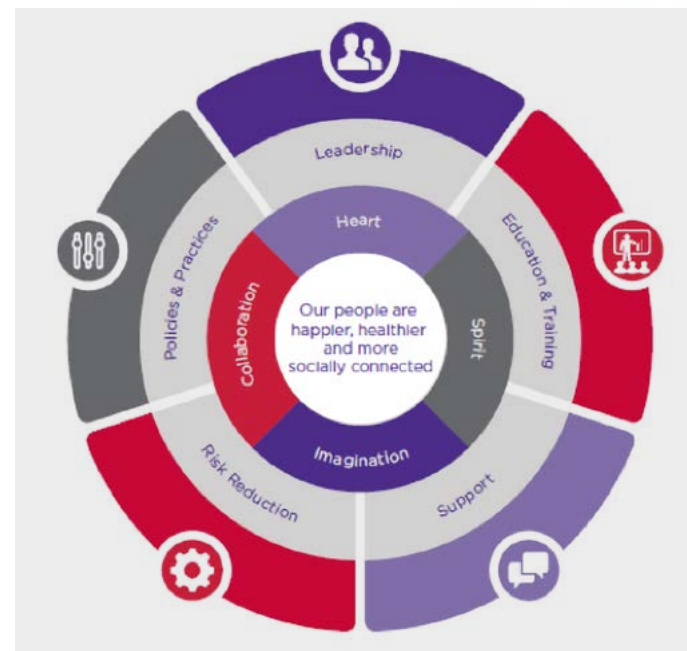 Leadership
Education & Training
Support
Risk Reduction
Policies & Practices
Heart
Spirit
Imagination
Collaboration
Our people are
happier, healthier
and more
socially connected